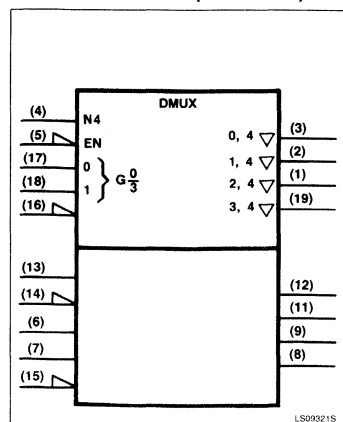 DMUX
(4) N4
(5) EN
(17) 0
(18) 1
G 0/3
(16)
0, 4 ▽ (3)
1, 4 ▽ (2)
2, 4 ▽ (1)
3, 4 ▽ (19)
(13)
(14)
(6)
(7)
(15)
(12)
(11)
(9)
(8)
LS09321S